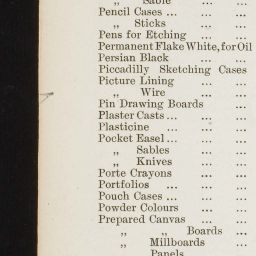 „ Sable ... ...
Pencil Cases ... ... ...
„ Sticks ... ...
Pens for Etching ... ... ...
Permanent Flake White, for Oil
Persian Black ... ...
Piccadilly Sketching Cases
Picture Lining ... ...
„ Wire ... ...
Pin Drawing Boards ...
Plaster Casts ... ... ...
Plasticine ... ... ...
Pocket Easel ... ... ...
„ Sables ... ...
„ Knives ... ...
Porte Crayons ... ...
Portfolios ... ... ...
Pouch Cases ... ... ...
Powder Colours ... ...
Prepared Canvas ... ...
„ „ Boards ...
„ Millboards ...
Panels